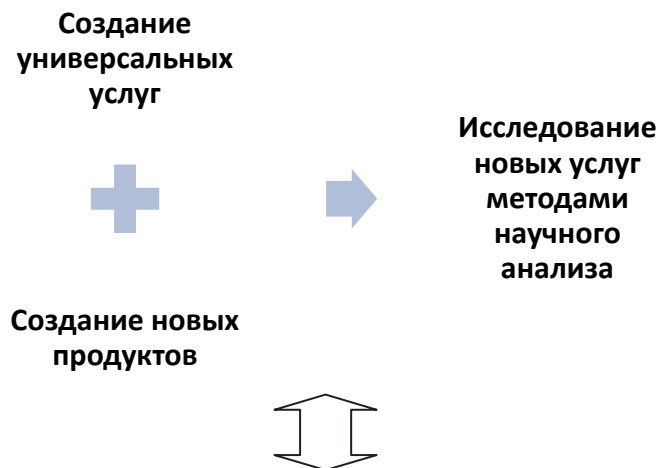 Создание
универсальных
услуг
Исследование
новых услуг
методами
научного
анализа
Создание новых
продуктов